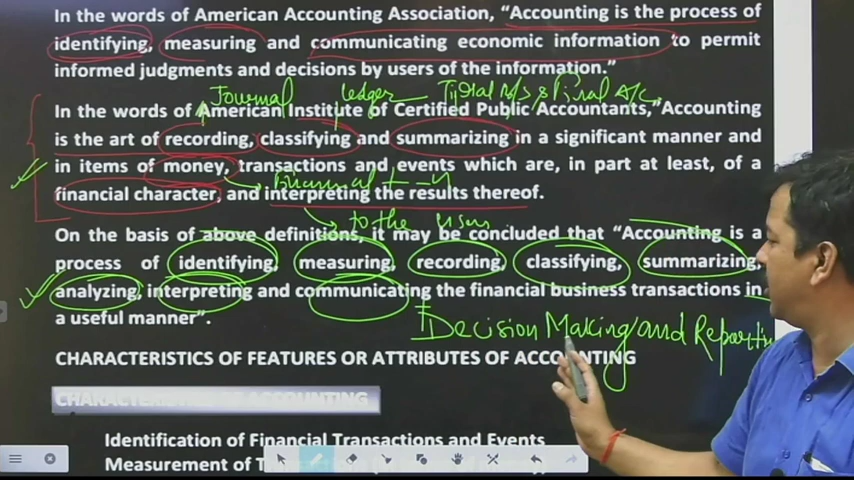 In the words of American Accounting Association, “Accounting is the process of
identifying, measuring and communicating economic information to permit
informed judgments and decisions by users of the information.”
Journal ledger
In the words of American Institute of Certified Public Accountants, “Accounting
is the art of recording, classifying and summarizing in a significant manner and
in items of money, transactions and events which are, in part at least, of a
financial character, and interpreting the results thereof.
to the users
On the basis of above definitions, it may be concluded that “Accounting is a
process of identifying, measuring, recording, classifying, summarizing,
analyzing, interpreting and communicating the financial business transactions in
a useful manner”.
Decision Making and
CHARACTERISTICS OF FEATURES OR ATTRIBUTES OF ACCOUNTING
CHARACTERISTICS OF ACCOUNTING
Identification of Financial Transactions and Events
Measurement of